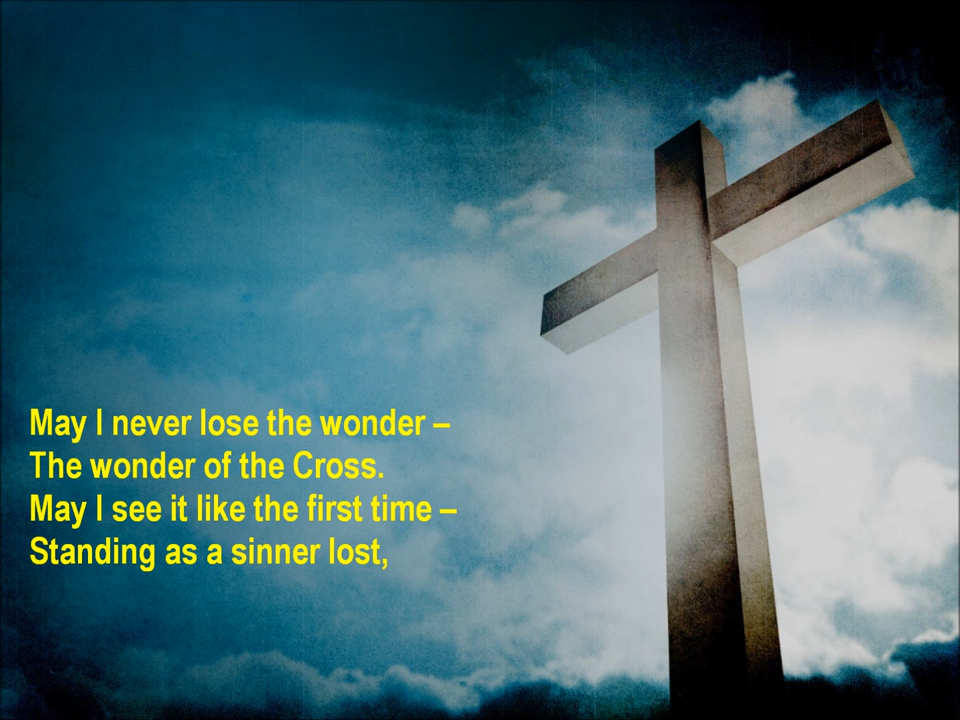 May I never lose the wonder –
The wonder of the Cross.
May I see it like the first time –
Standing as a sinner lost,